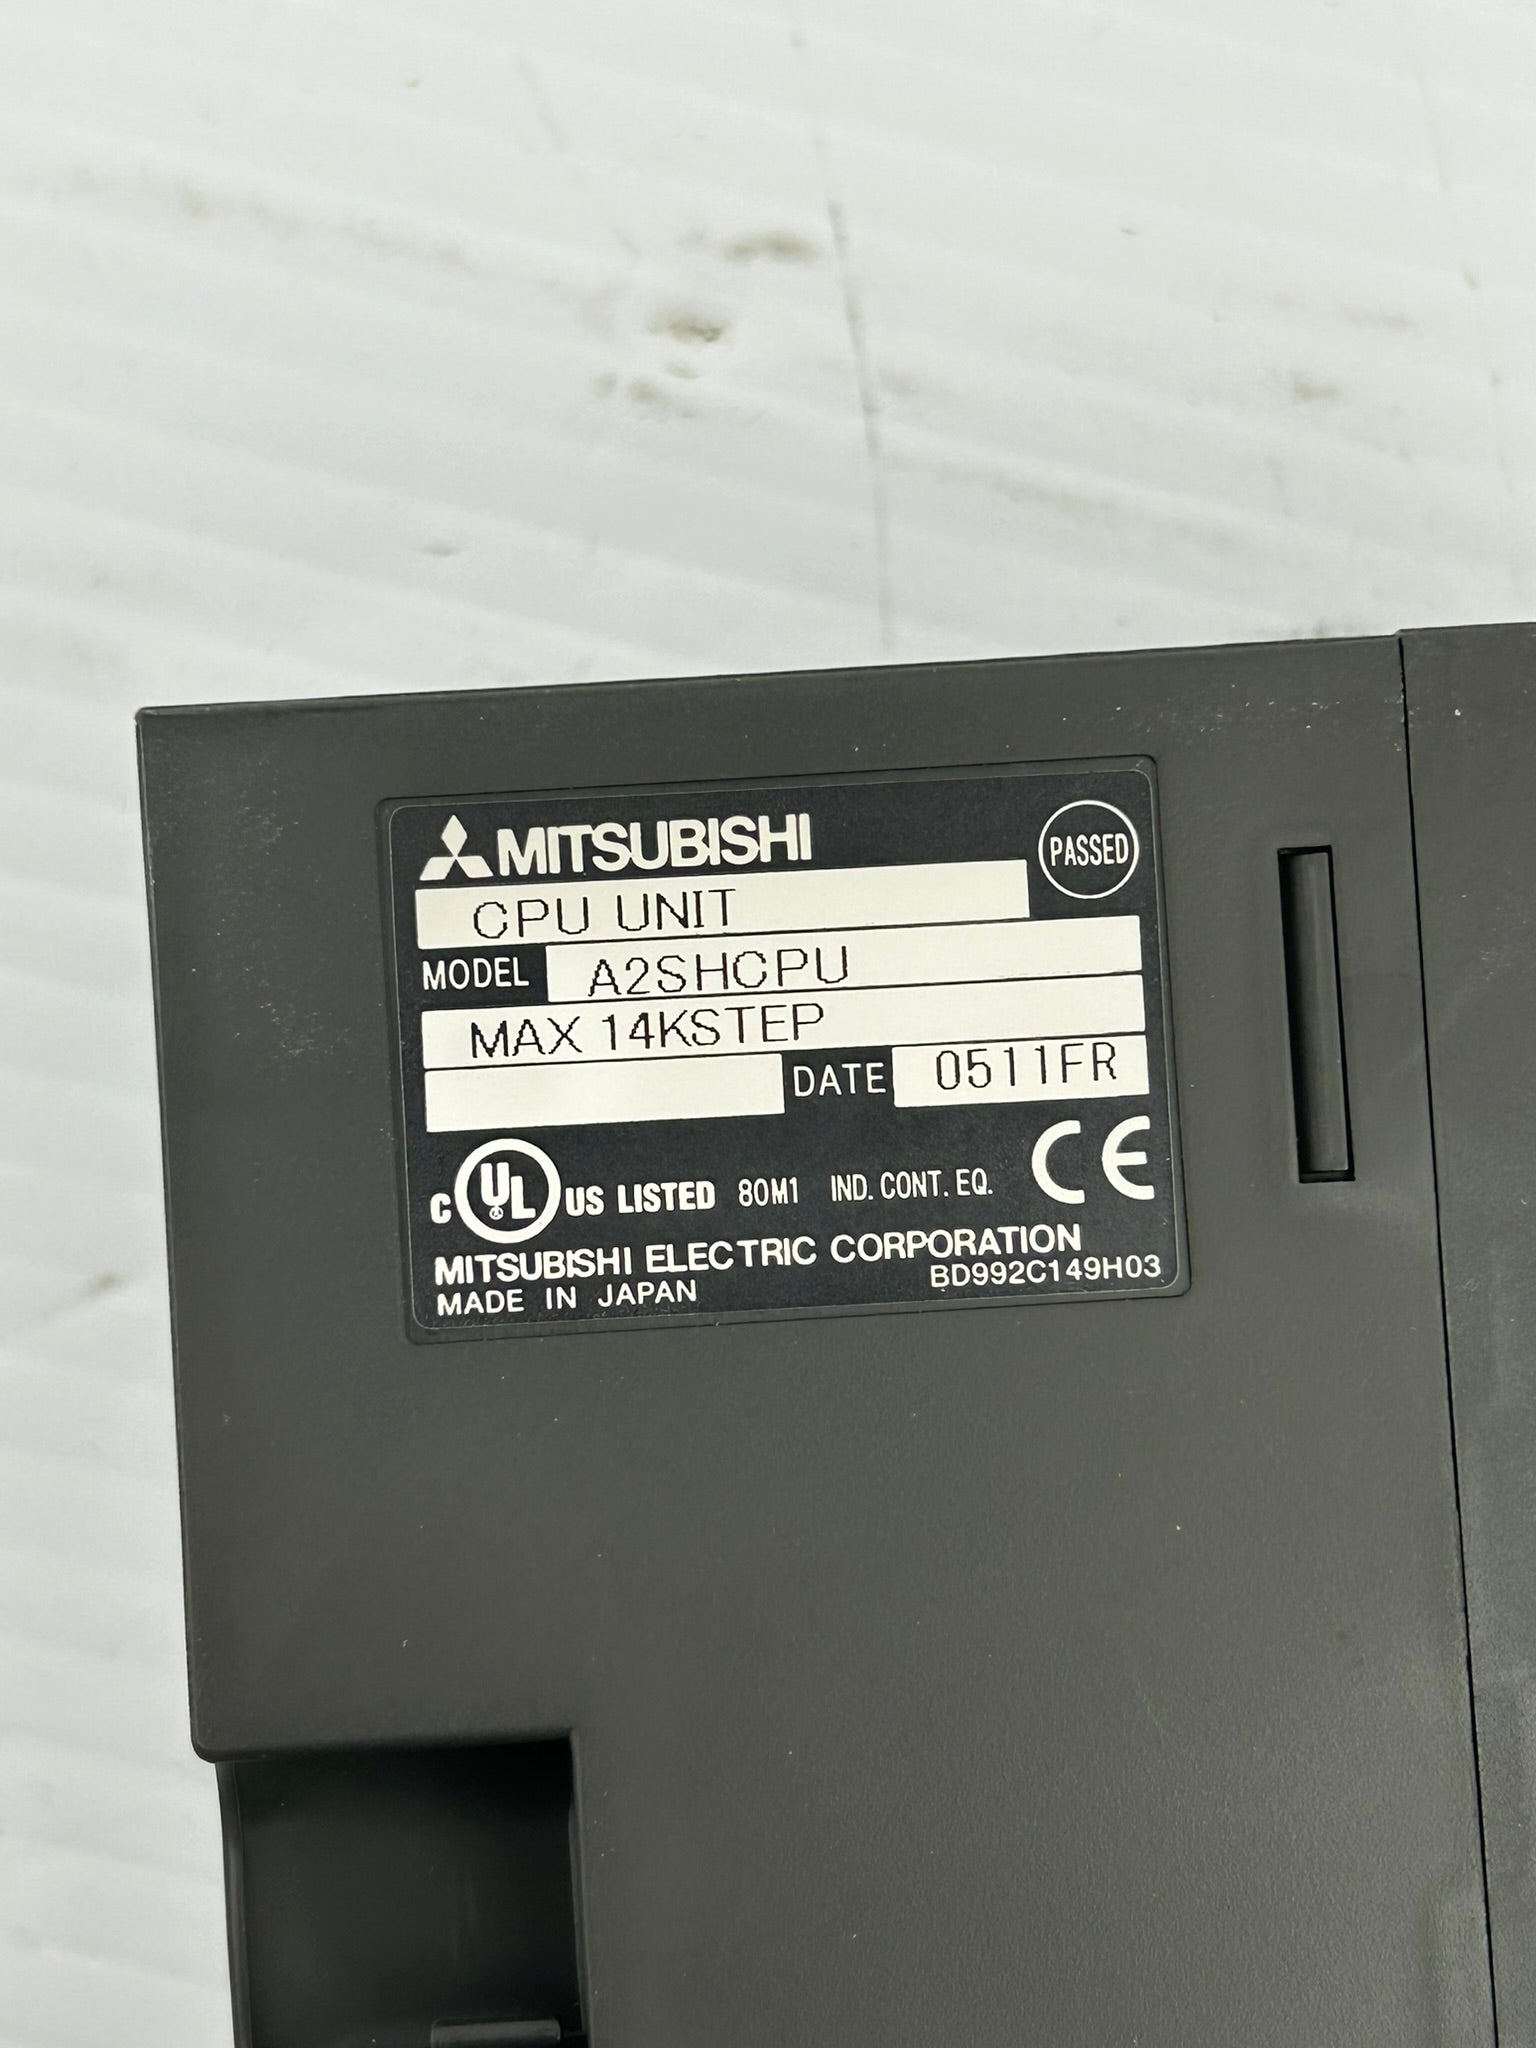 MITSUBISHI
PASSED
CPU UNIT
MODEL A2SHCPU
MAX 14KSTEP
DATE 0511FR
C UL US LISTED 80M1 IND. CONT. EQ. CE
MITSUBISHI ELECTRIC CORPORATION
MADE IN JAPAN BD992C149H03